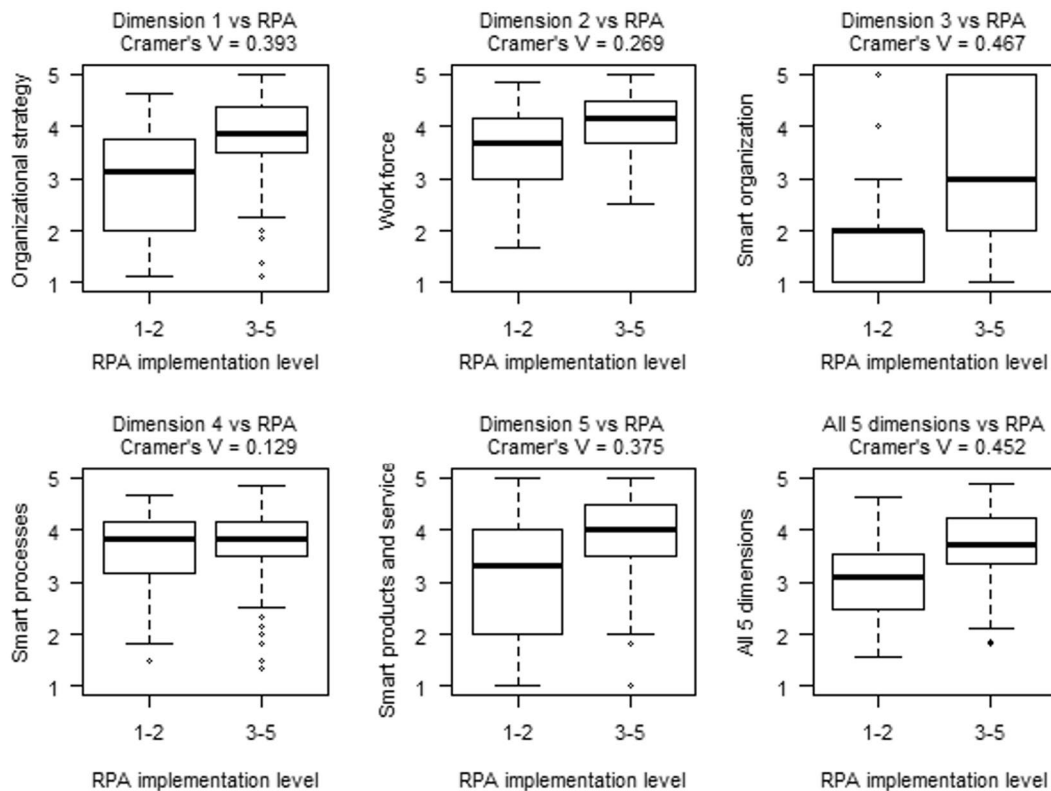 Dimension 1 vs RPA
Cramer's V = 0.393
Organizational strategy
5
4
3
2
1
1-2
3-5
RPA implementation level
Dimension 2 vs RPA
Cramer's V = 0.269
Workforce
5
4
3
2
1
1-2
3-5
RPA implementation level
Dimension 3 vs RPA
Cramer's V = 0.467
Smart organization
5
4
3
2
1
1-2
3-5
RPA implementation level
Dimension 4 vs RPA
Cramer's V = 0.129
Smart processes
5
4
3
2
1
1-2
3-5
RPA implementation level
Dimension 5 vs RPA
Cramer's V = 0.375
Smart products and service
5
4
3
2
1
1-2
3-5
RPA implementation level
All 5 dimensions vs RPA
Cramer's V = 0.452
All 5 dimensions
5
4
3
2
1
1-2
3-5
RPA implementation level